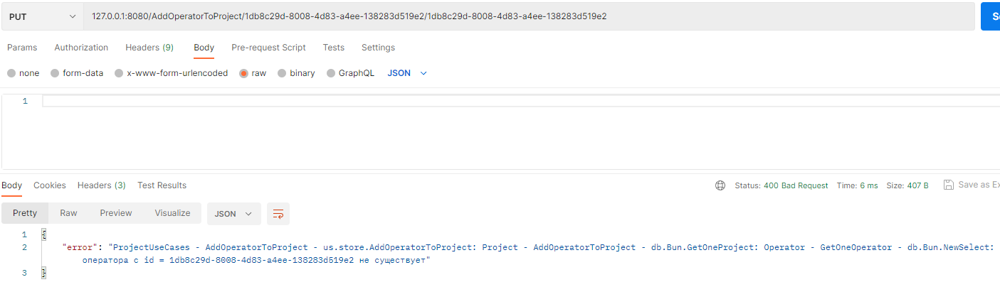 PUT 127.0.0.1:8080/AddOperatorToProject/1db8c29d-8008-4d83-a4ee-138283d519e2/1db8c29d-8008-4d83-a4ee-138283d519e2
Params Authorization Headers (9) Body Pre-request Script Tests Settings
none form-data x-www-form-urlencoded raw binary GraphQL JSON
1
Body Cookies Headers (3) Test Results Status: 400 Bad Request Time: 6 ms Size: 407 B Save as
Pretty Raw Preview Visualize JSON
1 {
2 "error": "ProjectUseCases - AddOperatorToProject - us.store.AddOperatorToProject: Project - AddOperatorToProject - db.Bun.GetOneProject: Operator - GetOneOperator - db.Bun.NewSelect:
оператора с id = 1db8c29d-8008-4d83-a4ee-138283d519e2 не существует"
3 }